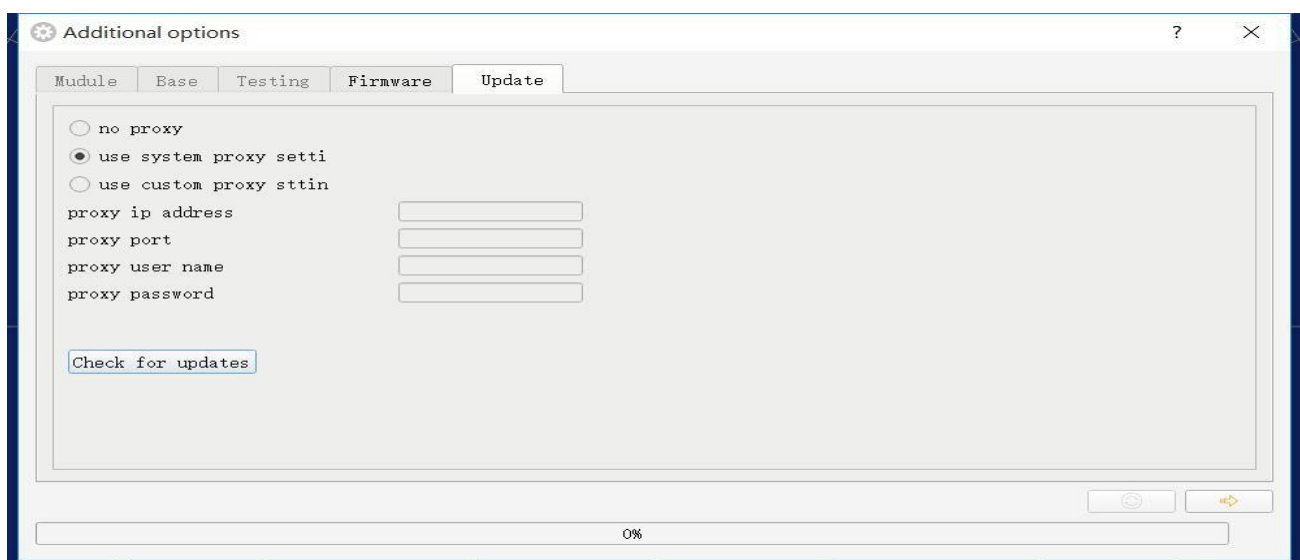 Additional options ?
Mudule Base Testing Firmware Update
no proxy
use system proxy setti
use custom proxy sttin
proxy ip address
proxy port
proxy user name
proxy password
Check for updates
0%